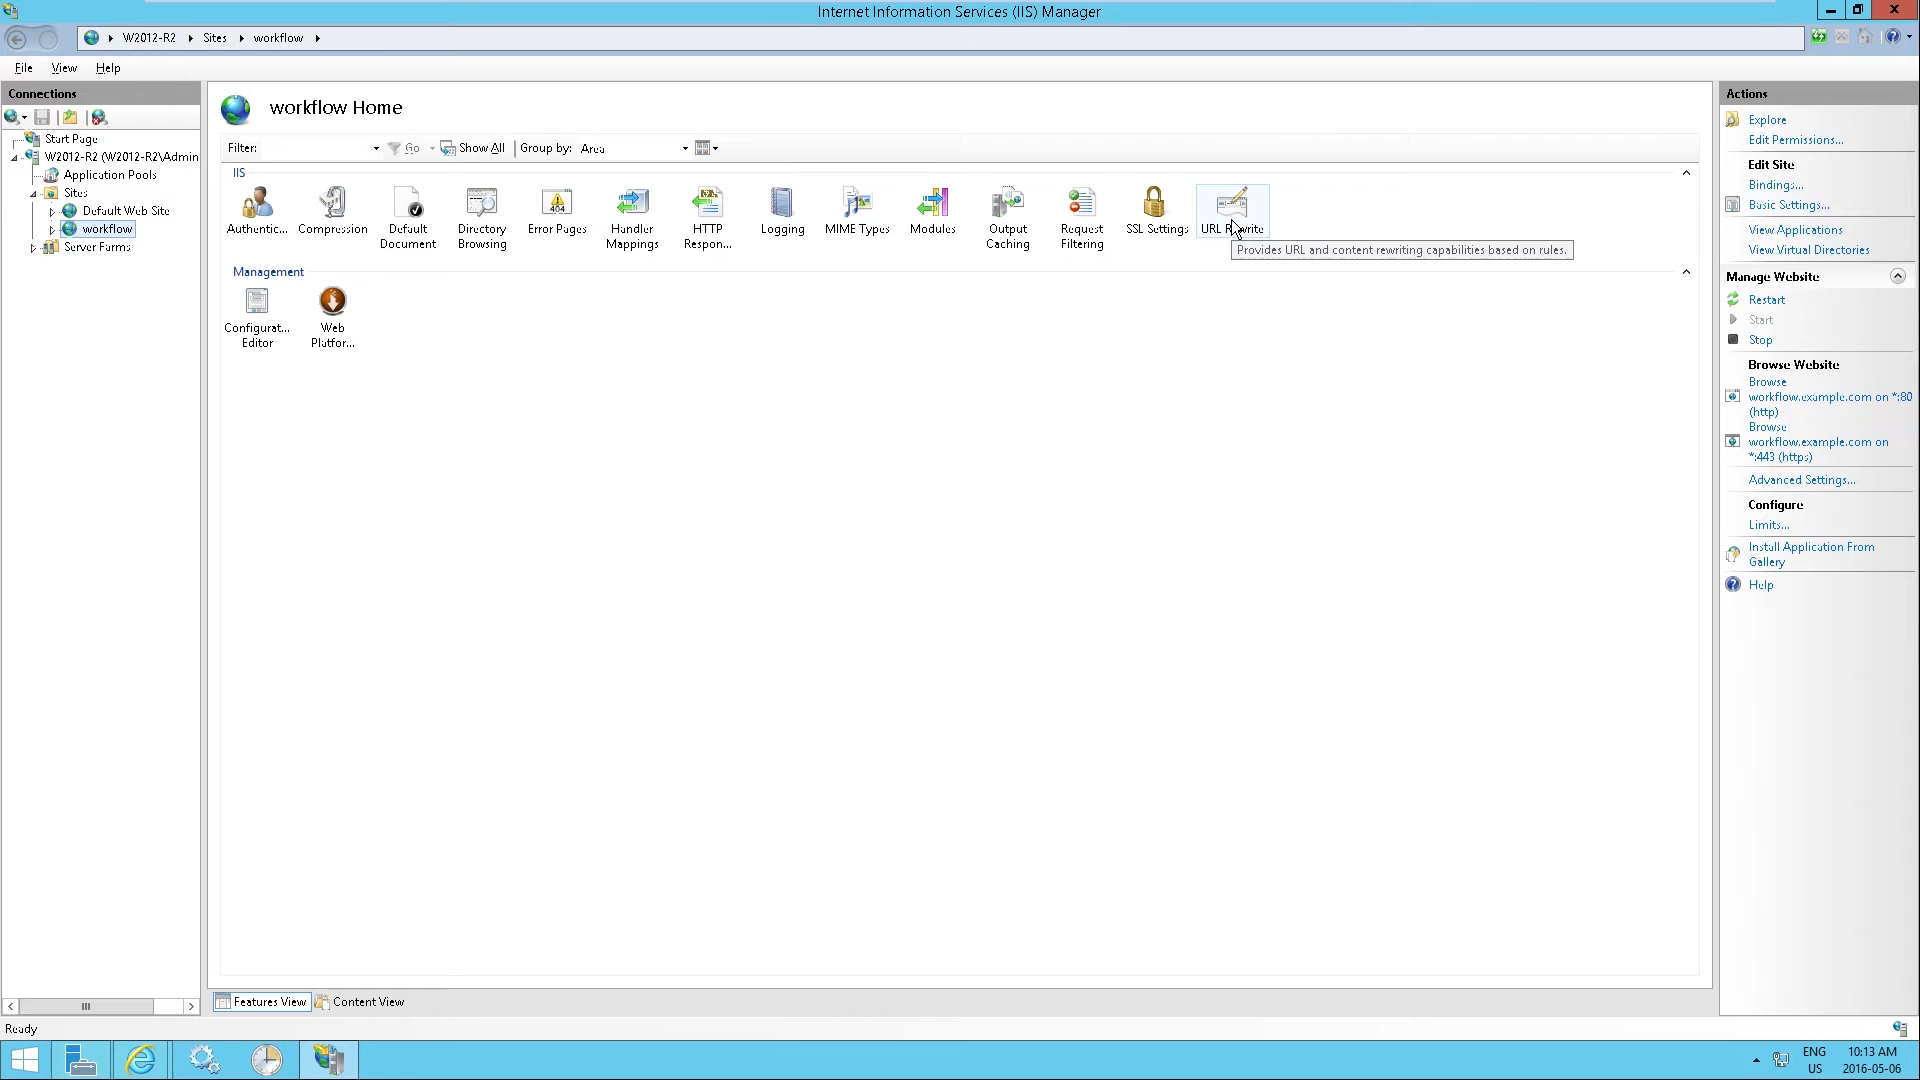 Internet Information Services (IIS) Manager
W2012-R2
Sites
workflow
File
View
Help
Connections
Start Page
W2012-R2 (W2012-R2\Admin
Application Pools
Sites
Default Web Site
workflow
Server Farms
workflow Home
Filter:
Go
Show All
Group by:
Area
IIS
Authentic...
Compression
Default
Document
Directory
Browsing
Error Pages
404
Handler
Mappings
HTTP
Respon...
Logging
MIME Types
Modules
Output
Caching
Request
Filtering
SSL Settings
URL Rewrite
Provides URL and content rewriting capabilities based on rules.
Management
Configurat...
Editor
Web
Platfor...
Features View
Content View
Actions
Explore
Edit Permissions...
Edit Site
Bindings...
Basic Settings...
View Applications
View Virtual Directories
Manage Website
Restart
Start
Stop
Browse Website
Browse
workflow.example.com on *:80
(http)
Browse
workflow.example.com on
*:443 (https)
Advanced Settings...
Configure
Limits...
Install Application From
Gallery
Help
Ready
ENG
US
10:13 AM
2016-05-06